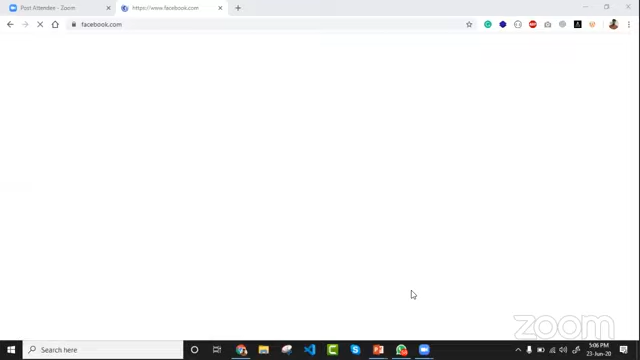 Post Attendee - Zoom
https://www.facebook.com
facebook.com
zoom
Search here
5:06 PM
23-Jun-20